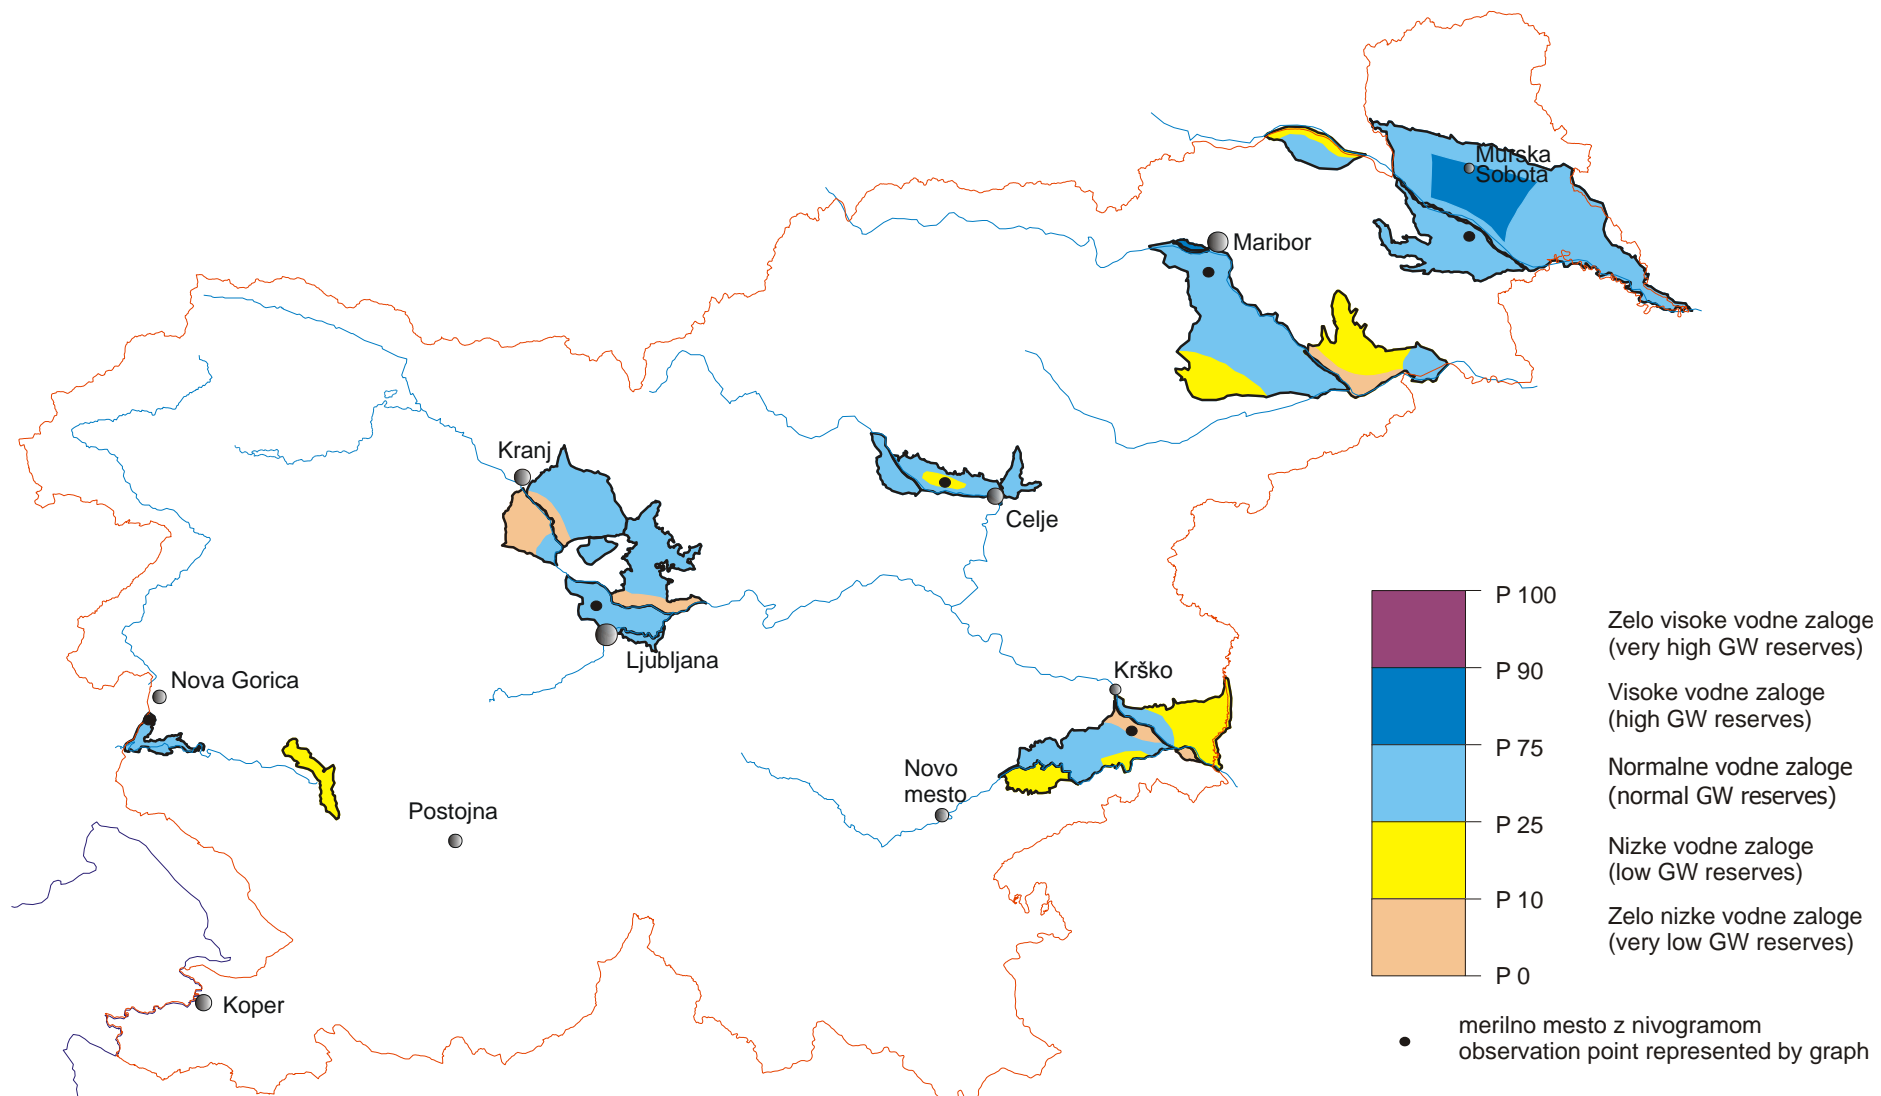 Murska
Sobota
Maribor
Kranj
Celje
Ljubljana
Nova Gorica
Krško
Novo
mesto
Postojna
Koper
P 100
Zelo visoke vodne zaloge
(very high GW reserves)
P 90
Visoke vodne zaloge
(high GW reserves)
P 75
Normalne vodne zaloge
(normal GW reserves)
P 25
Nizke vodne zaloge
(low GW reserves)
P 10
Zelo nizke vodne zaloge
(very low GW reserves)
P 0
merilno mesto z nivogramom
observation point represented by graph